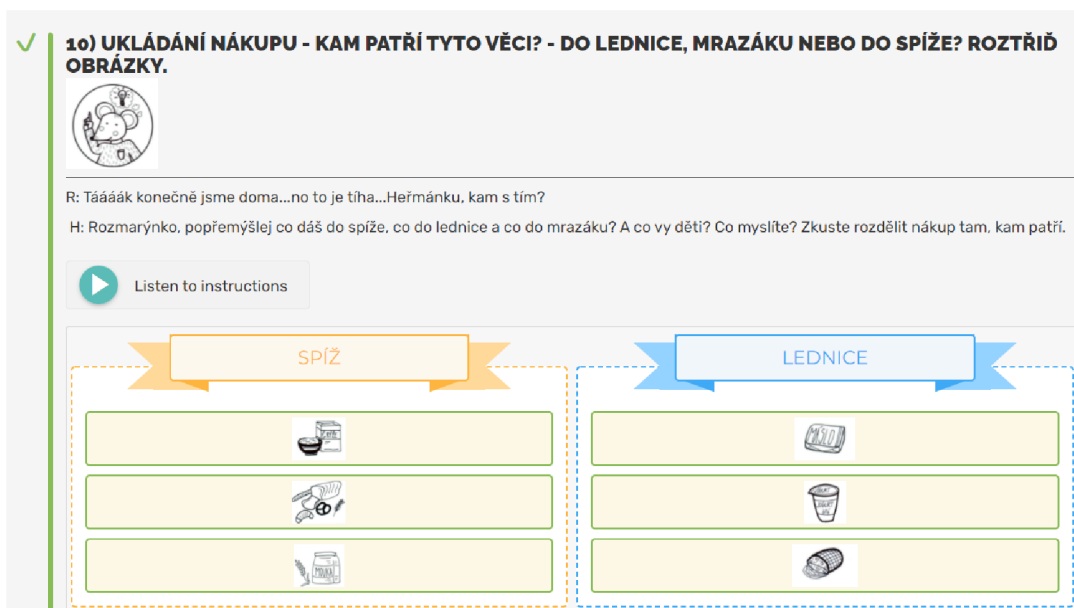 10) UKLÁDÁNÍ NÁKUPU - KAM PATŘÍ TYTO VĚCI? - DO LEDNICE, MRAZÁKU NEBO DO SPÍŽE? ROZTŘIĎ
OBRÁZKY.
R: Táááák konečně jsme doma...no to je tíha...Heřmánku, kam s tím?
H: Rozmarýnko, popřemýšlej co dáš do spíže, co do lednice a co do mrazáku? A co vy děti? Co myslíte? Zkuste rozdělit nákup tam, kam patří.
Listen to instructions
SPÍŽ
LEDNICE
MÁSLO
MOUKA